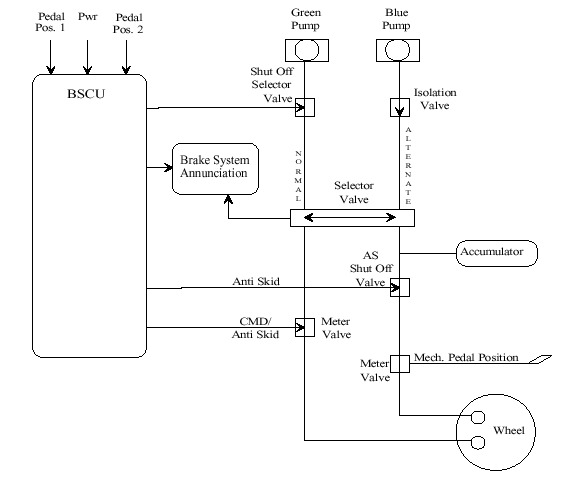 Pedal
Pos. 1
Pwr
Pedal
Pos. 2
Green
Pump
Blue
Pump
BSCU
Shut Off
Selector
Valve
Isolation
Valve
NORMAL
ALTERNATE
Brake System
Annunciation
Selector
Valve
AS
Shut Off
Valve
Accumulator
Anti Skid
CMD/
Anti Skid
Meter
Valve
Meter
Valve
Mech. Pedal Position
Wheel